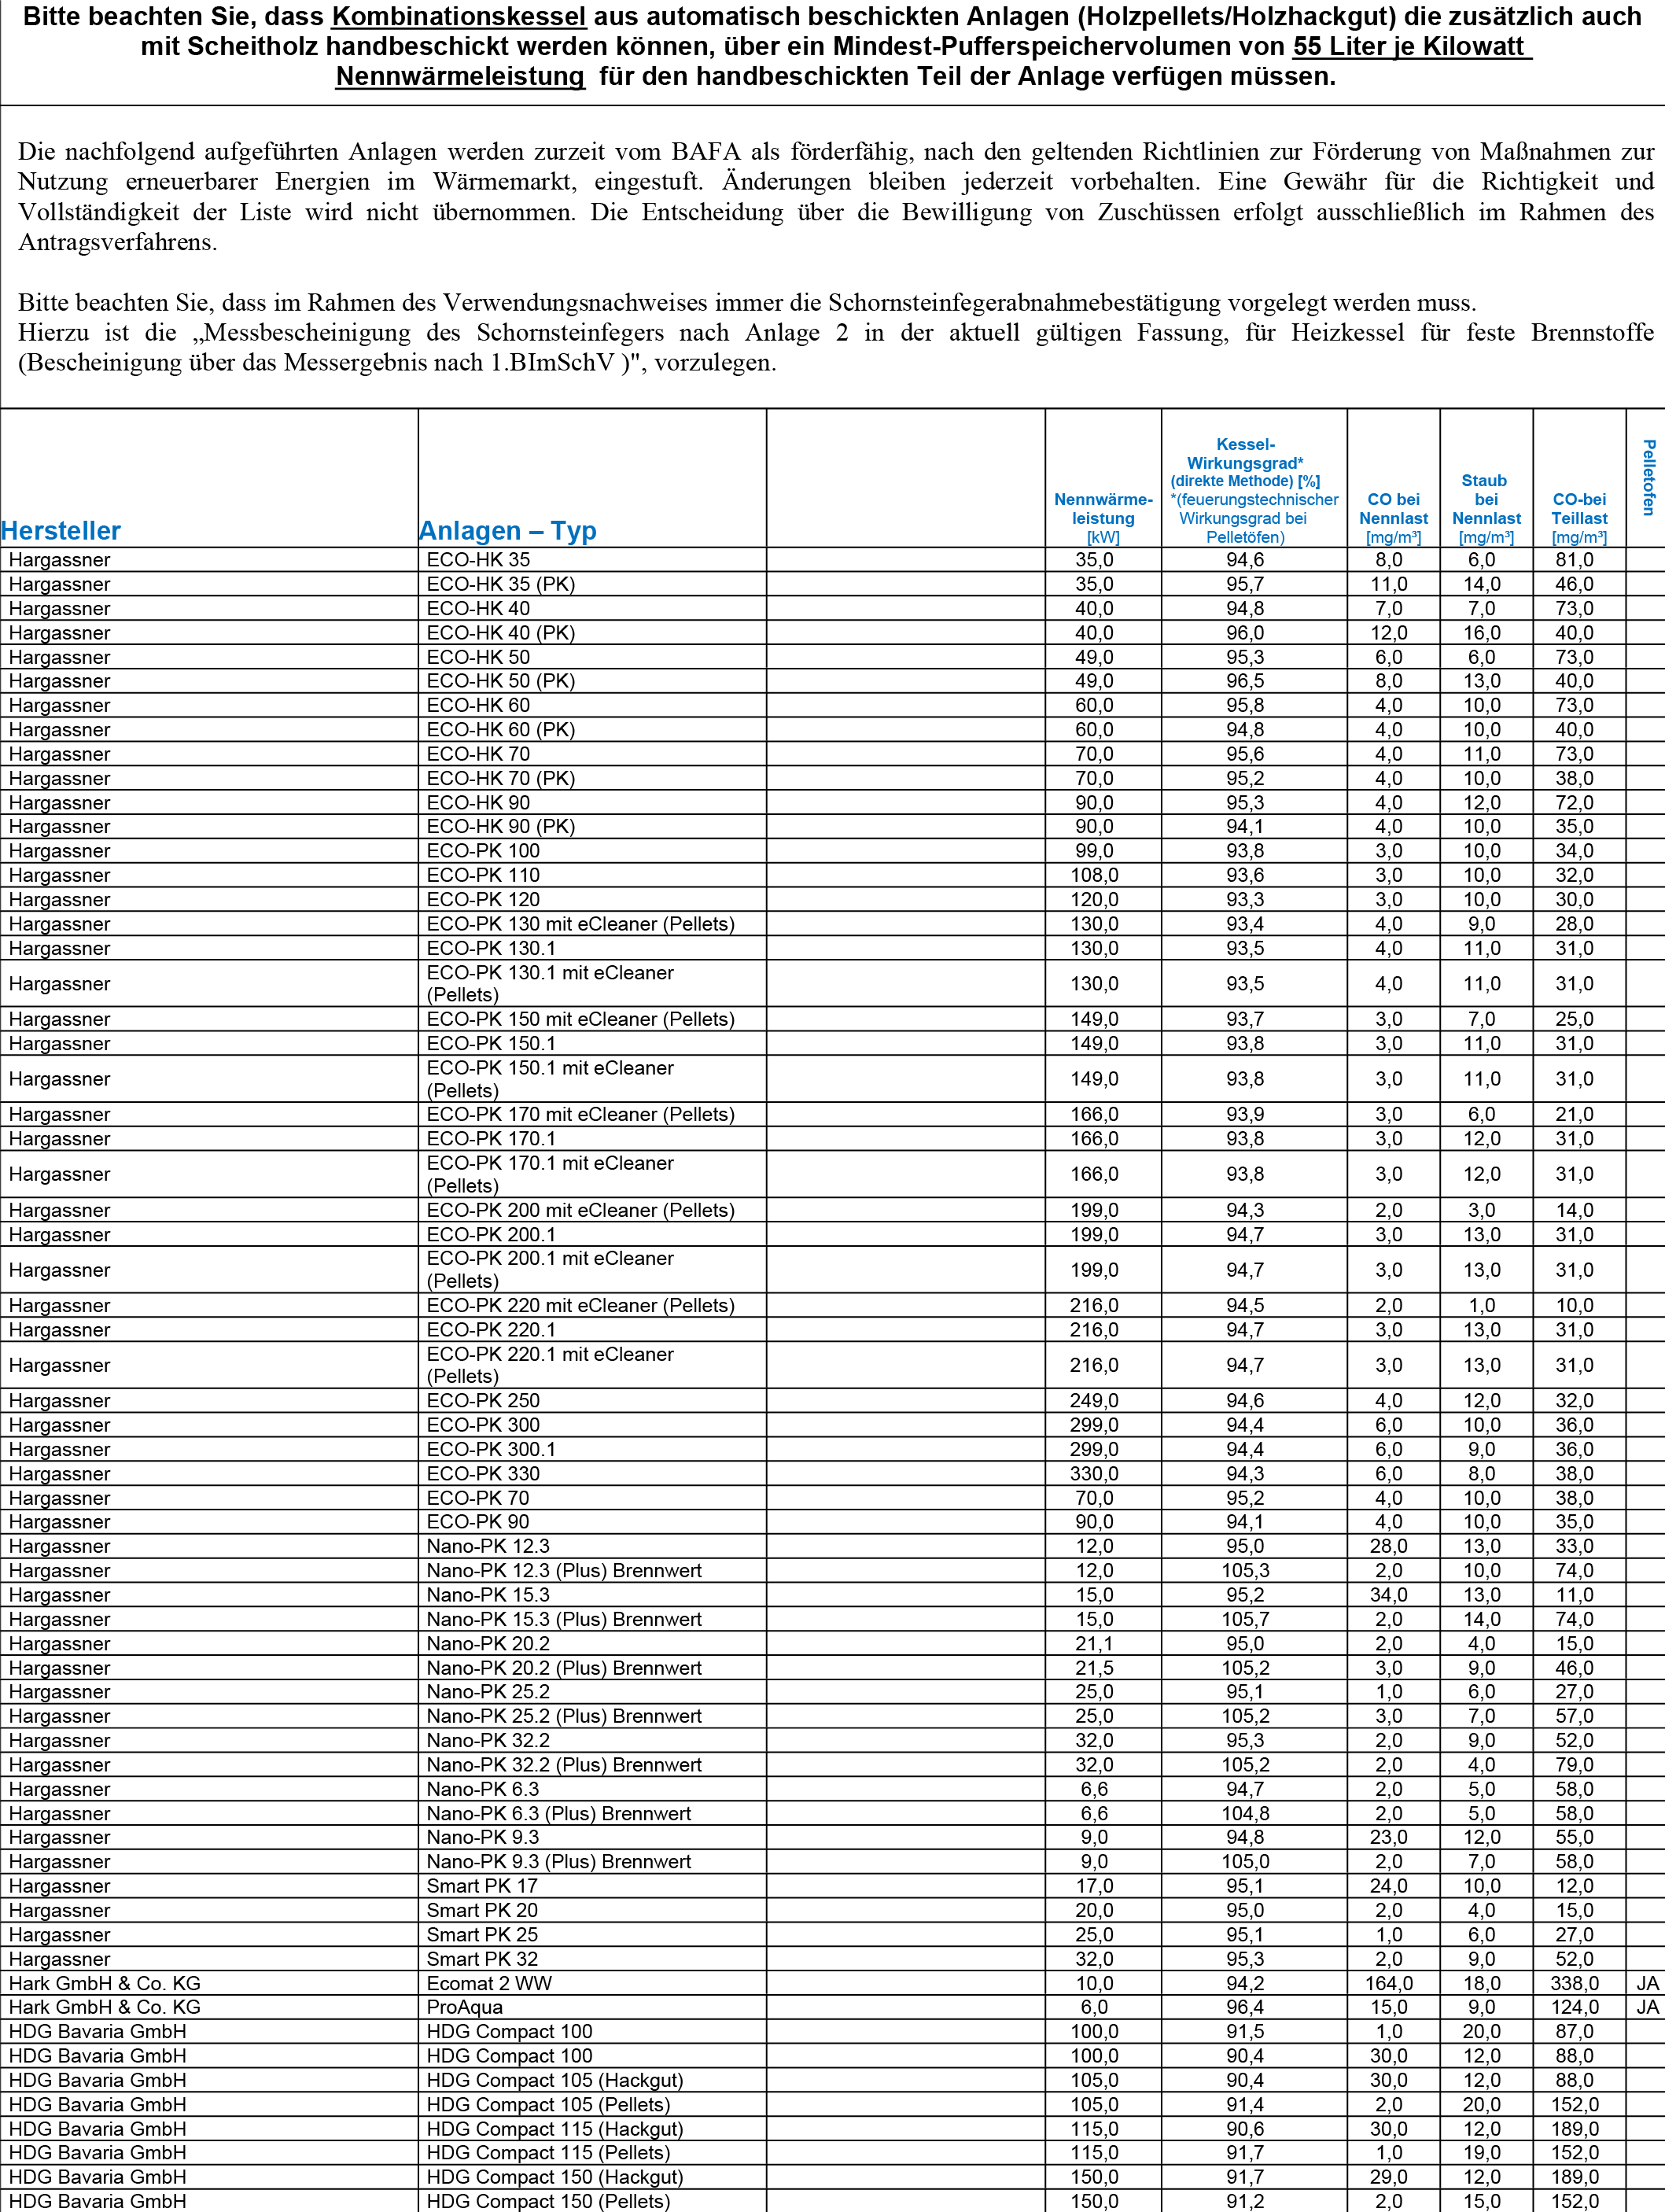 Bitte beachten Sie, dass Kombinationskessel aus automatisch beschickten Anlagen (Holzpellets/Holzhackgut) die zusätzlich auch
mit Scheitholz handbeschickt werden können, über ein Mindest-Pufferspeichervolumen von 55 Liter je Kilowatt
Nennwärmeleistung für den handbeschickten Teil der Anlage verfügen müssen.
Die nachfolgend aufgeführten Anlagen werden zurzeit vom BAFA als förderfähig, nach den geltenden Richtlinien zur Förderung von Maßnahmen zur
Nutzung erneuerbarer Energien im Wärmemarkt, eingestuft. Änderungen bleiben jederzeit vorbehalten. Eine Gewähr für die Richtigkeit und
Vollständigkeit der Liste wird nicht übernommen. Die Entscheidung über die Bewilligung von Zuschüssen erfolgt ausschließlich im Rahmen des
Antragsverfahrens.
Bitte beachten Sie, dass im Rahmen des Verwendungsnachweises immer die Schornsteinfegerabnahmebestätigung vorgelegt werden muss.
Hierzu ist die „Messbescheinigung des Schornsteinfegers nach Anlage 2 in der aktuell gültigen Fassung, für Heizkessel für feste Brennstoffe
(Bescheinigung über das Messergebnis nach 1.BImSchV )", vorzulegen.
Hersteller
Anlagen – Typ
Nennwärme-
leistung
[kW]
Kessel-
Wirkungsgrad*
(direkte Methode) [%]
*(feuerungstechnischer
Wirkungsgrad bei
Pelletöfen)
CO bei
Nennlast
[mg/m³]
Staub
bei
Nennlast
[mg/m³]
CO-bei
Teillast
[mg/m³]
Pelletofen
Hargassner ECO-HK 35 35,0 94,6 8,0 6,0 81,0
Hargassner ECO-HK 35 (PK) 35,0 95,7 11,0 14,0 46,0
Hargassner ECO-HK 40 40,0 94,8 7,0 7,0 73,0
Hargassner ECO-HK 40 (PK) 40,0 96,0 12,0 16,0 40,0
Hargassner ECO-HK 50 49,0 95,3 6,0 6,0 73,0
Hargassner ECO-HK 50 (PK) 49,0 96,5 8,0 13,0 40,0
Hargassner ECO-HK 60 60,0 95,8 4,0 10,0 73,0
Hargassner ECO-HK 60 (PK) 60,0 94,8 4,0 10,0 40,0
Hargassner ECO-HK 70 70,0 95,6 4,0 11,0 73,0
Hargassner ECO-HK 70 (PK) 70,0 95,2 4,0 10,0 38,0
Hargassner ECO-HK 90 90,0 95,3 4,0 12,0 72,0
Hargassner ECO-HK 90 (PK) 90,0 94,1 4,0 10,0 35,0
Hargassner ECO-PK 100 99,0 93,8 3,0 10,0 34,0
Hargassner ECO-PK 110 108,0 93,6 3,0 10,0 32,0
Hargassner ECO-PK 120 120,0 93,3 3,0 10,0 30,0
Hargassner ECO-PK 130 mit eCleaner (Pellets) 130,0 93,4 4,0 9,0 28,0
Hargassner ECO-PK 130.1 130,0 93,5 4,0 11,0 31,0
Hargassner ECO-PK 130.1 mit eCleaner
(Pellets) 130,0 93,5 4,0 11,0 31,0
Hargassner ECO-PK 150 mit eCleaner (Pellets) 149,0 93,7 3,0 7,0 25,0
Hargassner ECO-PK 150.1 149,0 93,8 3,0 11,0 31,0
Hargassner ECO-PK 150.1 mit eCleaner
(Pellets) 149,0 93,8 3,0 11,0 31,0
Hargassner ECO-PK 170 mit eCleaner (Pellets) 166,0 93,9 3,0 6,0 21,0
Hargassner ECO-PK 170.1 166,0 93,8 3,0 12,0 31,0
Hargassner ECO-PK 170.1 mit eCleaner
(Pellets) 166,0 93,8 3,0 12,0 31,0
Hargassner ECO-PK 200 mit eCleaner (Pellets) 199,0 94,3 2,0 3,0 14,0
Hargassner ECO-PK 200.1 199,0 94,7 3,0 13,0 31,0
Hargassner ECO-PK 200.1 mit eCleaner
(Pellets) 199,0 94,7 3,0 13,0 31,0
Hargassner ECO-PK 220 mit eCleaner (Pellets) 216,0 94,5 2,0 1,0 10,0
Hargassner ECO-PK 220.1 216,0 94,7 3,0 13,0 31,0
Hargassner ECO-PK 220.1 mit eCleaner
(Pellets) 216,0 94,7 3,0 13,0 31,0
Hargassner ECO-PK 250 249,0 94,6 4,0 12,0 32,0
Hargassner ECO-PK 300 299,0 94,4 6,0 10,0 36,0
Hargassner ECO-PK 300.1 299,0 94,4 6,0 9,0 36,0
Hargassner ECO-PK 330 330,0 94,3 6,0 8,0 38,0
Hargassner ECO-PK 70 70,0 95,2 4,0 10,0 38,0
Hargassner ECO-PK 90 90,0 94,1 4,0 10,0 35,0
Hargassner Nano-PK 12.3 12,0 95,0 28,0 13,0 33,0
Hargassner Nano-PK 12.3 (Plus) Brennwert 12,0 105,3 2,0 10,0 74,0
Hargassner Nano-PK 15.3 15,0 95,2 34,0 13,0 11,0
Hargassner Nano-PK 15.3 (Plus) Brennwert 15,0 105,7 2,0 14,0 74,0
Hargassner Nano-PK 20.2 21,1 95,0 2,0 4,0 15,0
Hargassner Nano-PK 20.2 (Plus) Brennwert 21,5 105,2 3,0 9,0 46,0
Hargassner Nano-PK 25.2 25,0 95,1 1,0 6,0 27,0
Hargassner Nano-PK 25.2 (Plus) Brennwert 25,0 105,2 3,0 7,0 57,0
Hargassner Nano-PK 32.2 32,0 95,3 2,0 9,0 52,0
Hargassner Nano-PK 32.2 (Plus) Brennwert 32,0 105,2 2,0 4,0 79,0
Hargassner Nano-PK 6.3 6,6 94,7 2,0 5,0 58,0
Hargassner Nano-PK 6.3 (Plus) Brennwert 6,6 104,8 2,0 5,0 58,0
Hargassner Nano-PK 9.3 9,0 94,8 23,0 12,0 55,0
Hargassner Nano-PK 9.3 (Plus) Brennwert 9,0 105,0 2,0 7,0 58,0
Hargassner Smart PK 17 17,0 95,1 24,0 10,0 12,0
Hargassner Smart PK 20 20,0 95,0 2,0 4,0 15,0
Hargassner Smart PK 25 25,0 95,1 1,0 6,0 27,0
Hargassner Smart PK 32 32,0 95,3 2,0 9,0 52,0
Hark GmbH & Co. KG Ecomat 2 WW 10,0 94,2 164,0 18,0 338,0 JA
Hark GmbH & Co. KG ProAqua 6,0 96,4 15,0 9,0 124,0 JA
HDG Bavaria GmbH HDG Compact 100 100,0 91,5 1,0 20,0 87,0
HDG Bavaria GmbH HDG Compact 100 100,0 90,4 30,0 12,0 88,0
HDG Bavaria GmbH HDG Compact 105 (Hackgut) 105,0 90,4 30,0 12,0 88,0
HDG Bavaria GmbH HDG Compact 105 (Pellets) 105,0 91,4 2,0 20,0 152,0
HDG Bavaria GmbH HDG Compact 115 (Hackgut) 115,0 90,6 30,0 12,0 189,0
HDG Bavaria GmbH HDG Compact 115 (Pellets) 115,0 91,7 1,0 19,0 152,0
HDG Bavaria GmbH HDG Compact 150 (Hackgut) 150,0 91,7 29,0 12,0 189,0
HDG Bavaria GmbH HDG Compact 150 (Pellets) 150,0 91,2 2,0 15,0 152,0